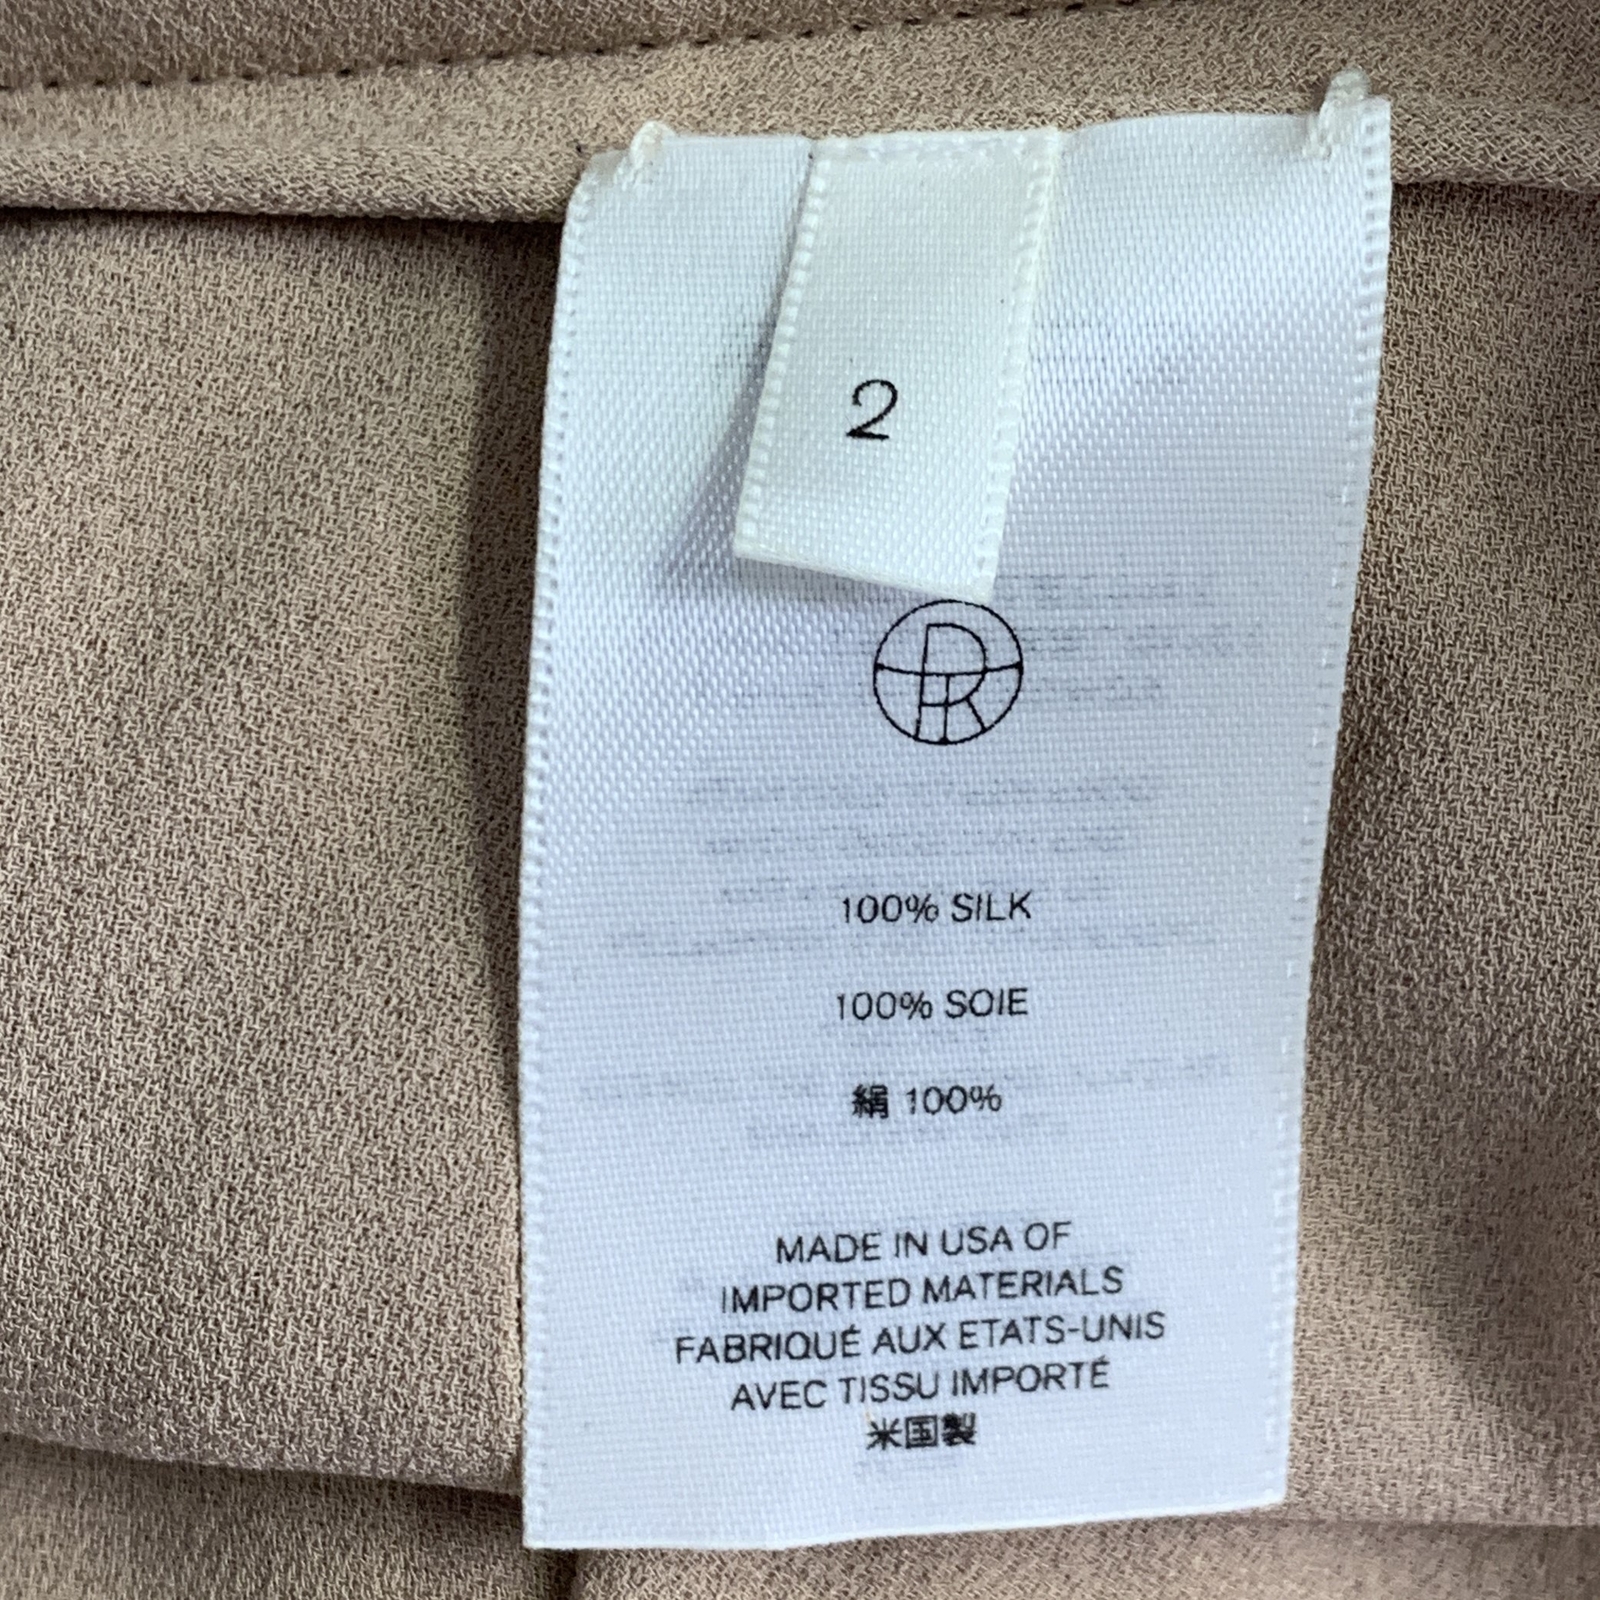 2
100% SILK
100% SOIE
絹 100%
MADE IN USA OF
IMPORTED MATERIALS
FABRIQUÉ AUX ETATS-UNIS
AVEC TISSU IMPORTÉ
米国製